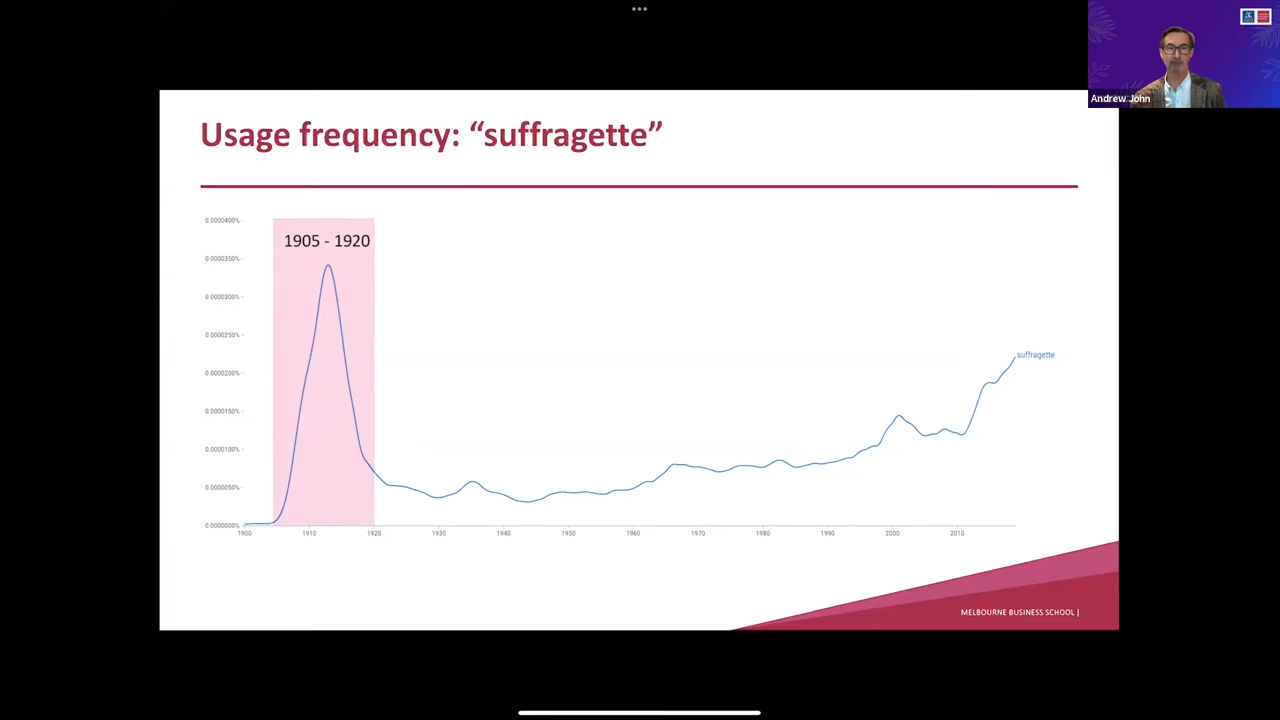 Andrew John
Usage frequency: “suffragette”
0.0000400%
1905 - 1920
0.0000350%
0.0000300%
0.0000250%
suffragette
0.0000200%
0.0000150%
0.0000100%
0.0000050%
0.0000000%
1900 1910 1920 1930 1940 1950 1960 1970 1980 1990 2000 2010
MELBOURNE BUSINESS SCHOOL |